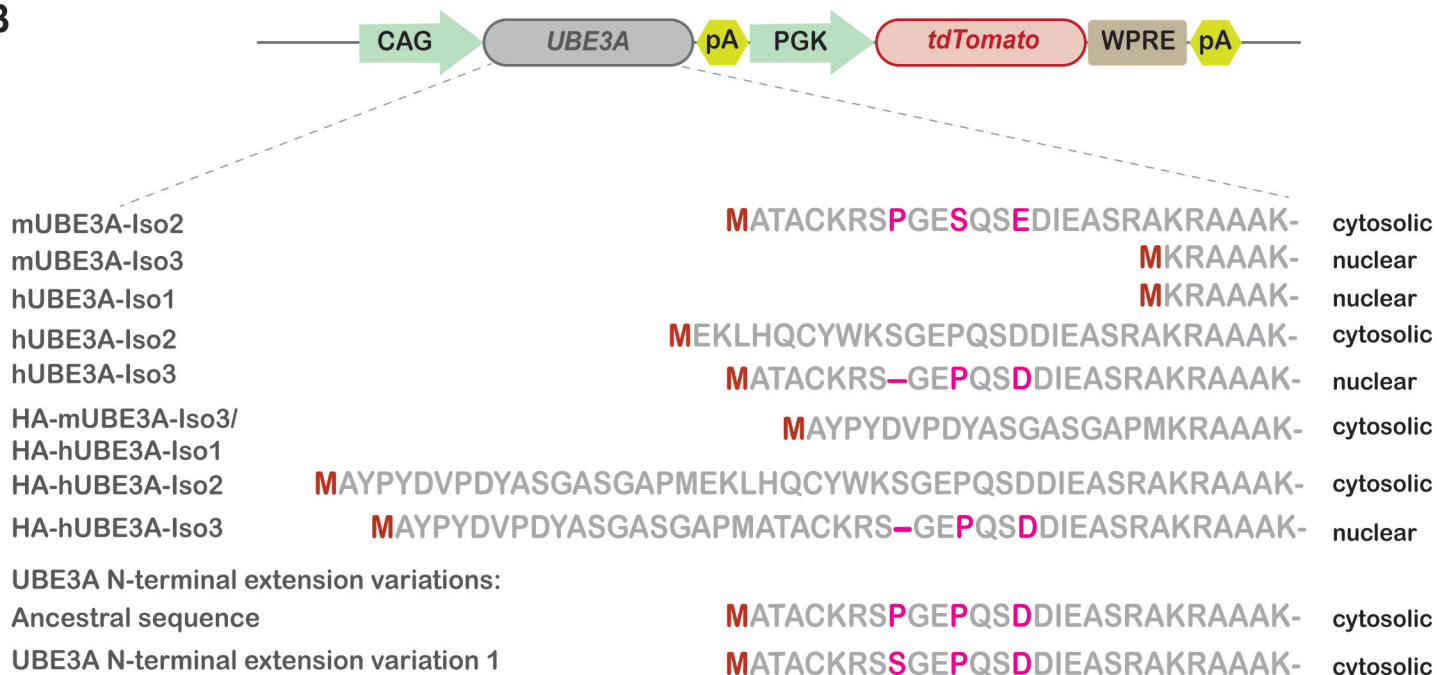 B
CAG UBE3A pA PGK tdTomato WPRE pA
mUBE3A-Iso2 MATACKRSPGESQSEDIEASRAKRAAAK- cytosolic
mUBE3A-Iso3 MKRAAAK- nuclear
hUBE3A-Iso1 MKRAAAK- nuclear
hUBE3A-Iso2 MEKLHQCYWKSGEPQSDDIEASRAKRAAAK- cytosolic
hUBE3A-Iso3 MATACKRS–GEPQSDDIEASRAKRAAAK- nuclear
HA-mUBE3A-Iso3/
HA-hUBE3A-Iso1 MAYPYDVPDYASGASGAPMKRAAAK- cytosolic
HA-hUBE3A-Iso2 MAYPYDVPDYASGASGAPMEKLHQCYWKSGEPQSDDIEASRAKRAAAK- cytosolic
HA-hUBE3A-Iso3 MAYPYDVPDYASGASGAPMATACKRS–GEPQSDDIEASRAKRAAAK- nuclear
UBE3A N-terminal extension variations:
Ancestral sequence MATACKRSPGEPQSDDIEASRAKRAAAK- cytosolic
UBE3A N-terminal extension variation 1 MATACKRSSGEPQSDDIEASRAKRAAAK- cytosolic